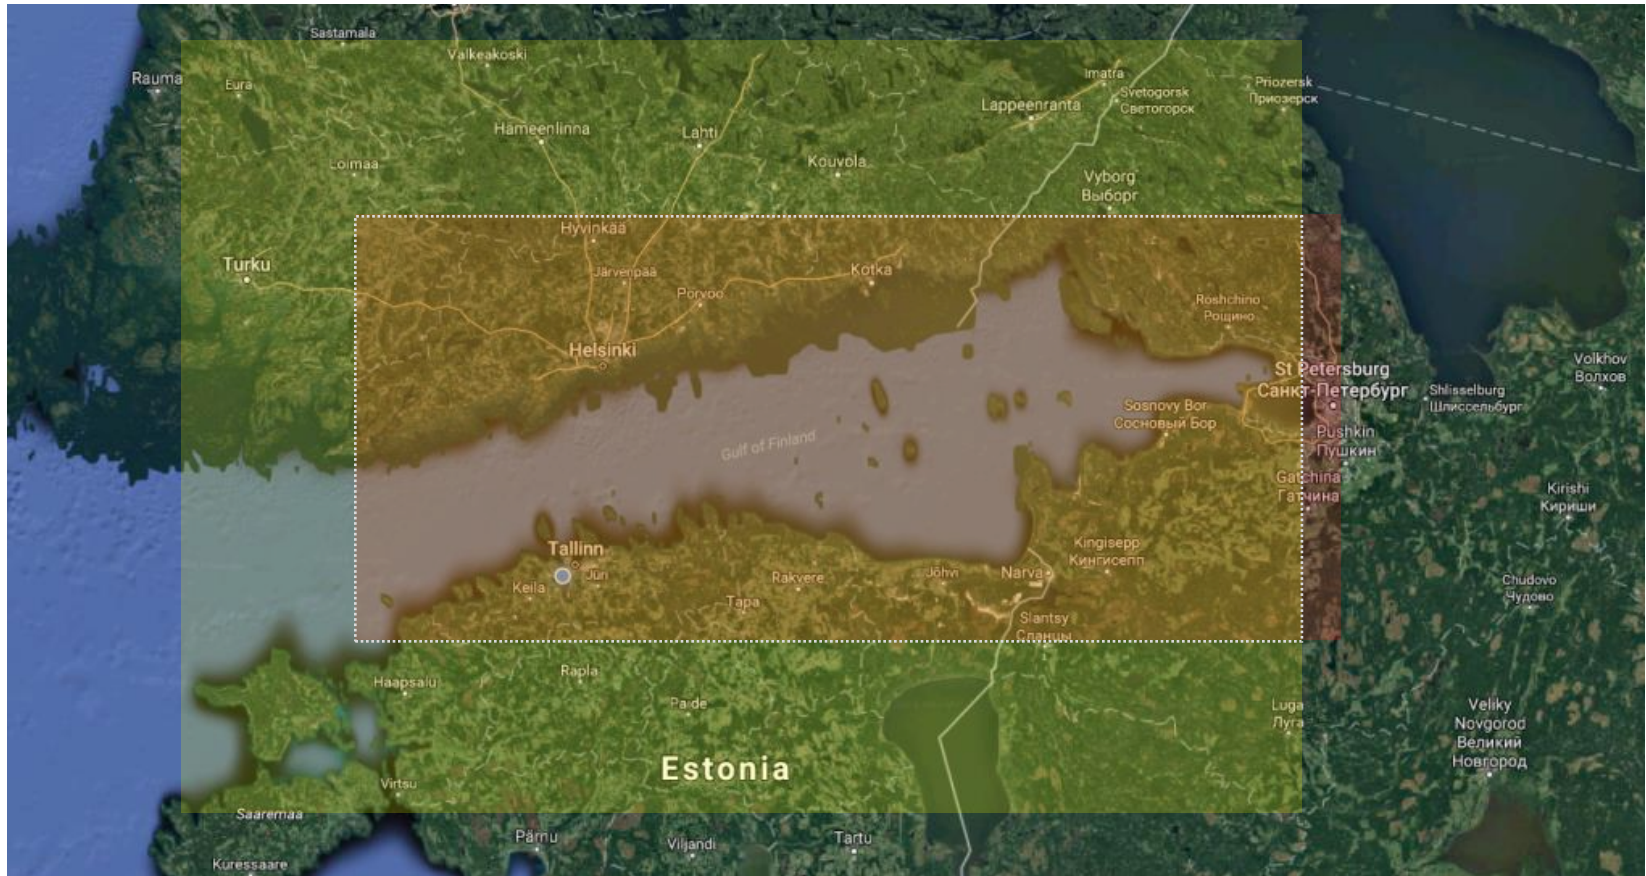 Sastamala
Valkeakoski
Rauma
Eura
Imatra
Priozersk
Приозерск
Svetogorsk
Светогорск
Lappeenranta
Hämeenlinna
Lahti
Loimaa
Kouvola
Vyborg
Выборг
Hyvinkää
Turku
Järvenpää
Kotka
Porvoo
Roshchino
Рощино
Helsinki
St Petersburg
Санкт-Петербург
Volkhov
Волхов
Shlisselburg
Шлиссельбург
Sosnovy Bor
Сосновый Бор
Pushkin
Пушкин
Gulf of Finland
Gatchina
Гатчина
Kirishi
Кириши
Tallinn
Kingisepp
Кингисепп
Keila
Jüri
Rakvere
Jõhvi
Narva
Chudovo
Чудово
Tapa
Slantsy
Сланцы
Rapla
Haapsalu
Paide
Luga
Луга
Veliky
Novgorod
Великий
Новгород
Estonia
Virtsu
Saaremaa
Pärnu
Viljandi
Tartu
Kuressaare